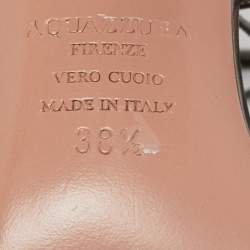 AQUAZZURA
FIRENZE
VERO CUOIO
MADE IN ITALY
38½